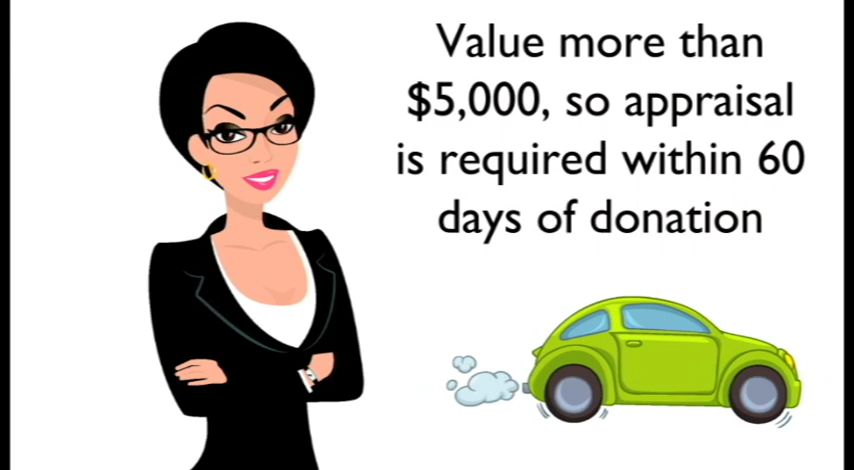 Value more than
$5,000, so appraisal
is required within 60
days of donation